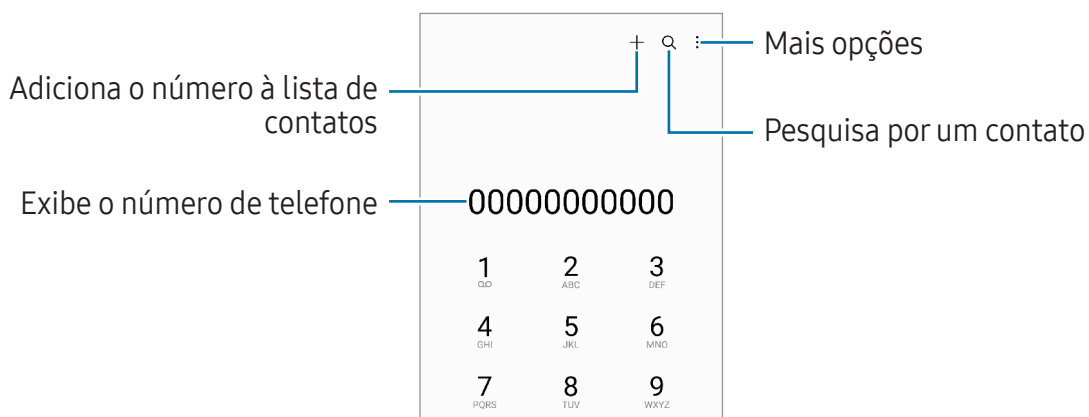 Mais opções
Adiciona o número à lista de
contatos
Pesquisa por um contato
Exibe o número de telefone
00000000000
1 2 3
ABC DEF
4 5 6
GHI JKL MNO
7 8 9
PQRS TUV WXYZ